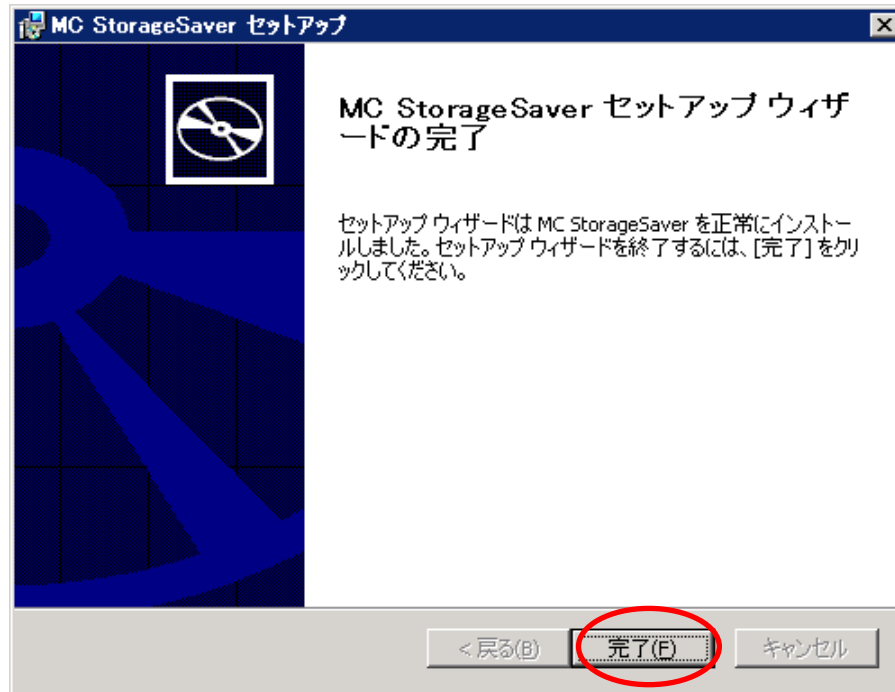 MC StorageSaver セットアップ
MC StorageSaver セットアップ ウィザ
ードの完了
セットアップ ウィザードは MC StorageSaver を正常にインストー
ルしました。セットアップ ウィザードを終了するには、[完了] をクリ
ックしてください。
< 戻る(B) 完了(F) キャンセル